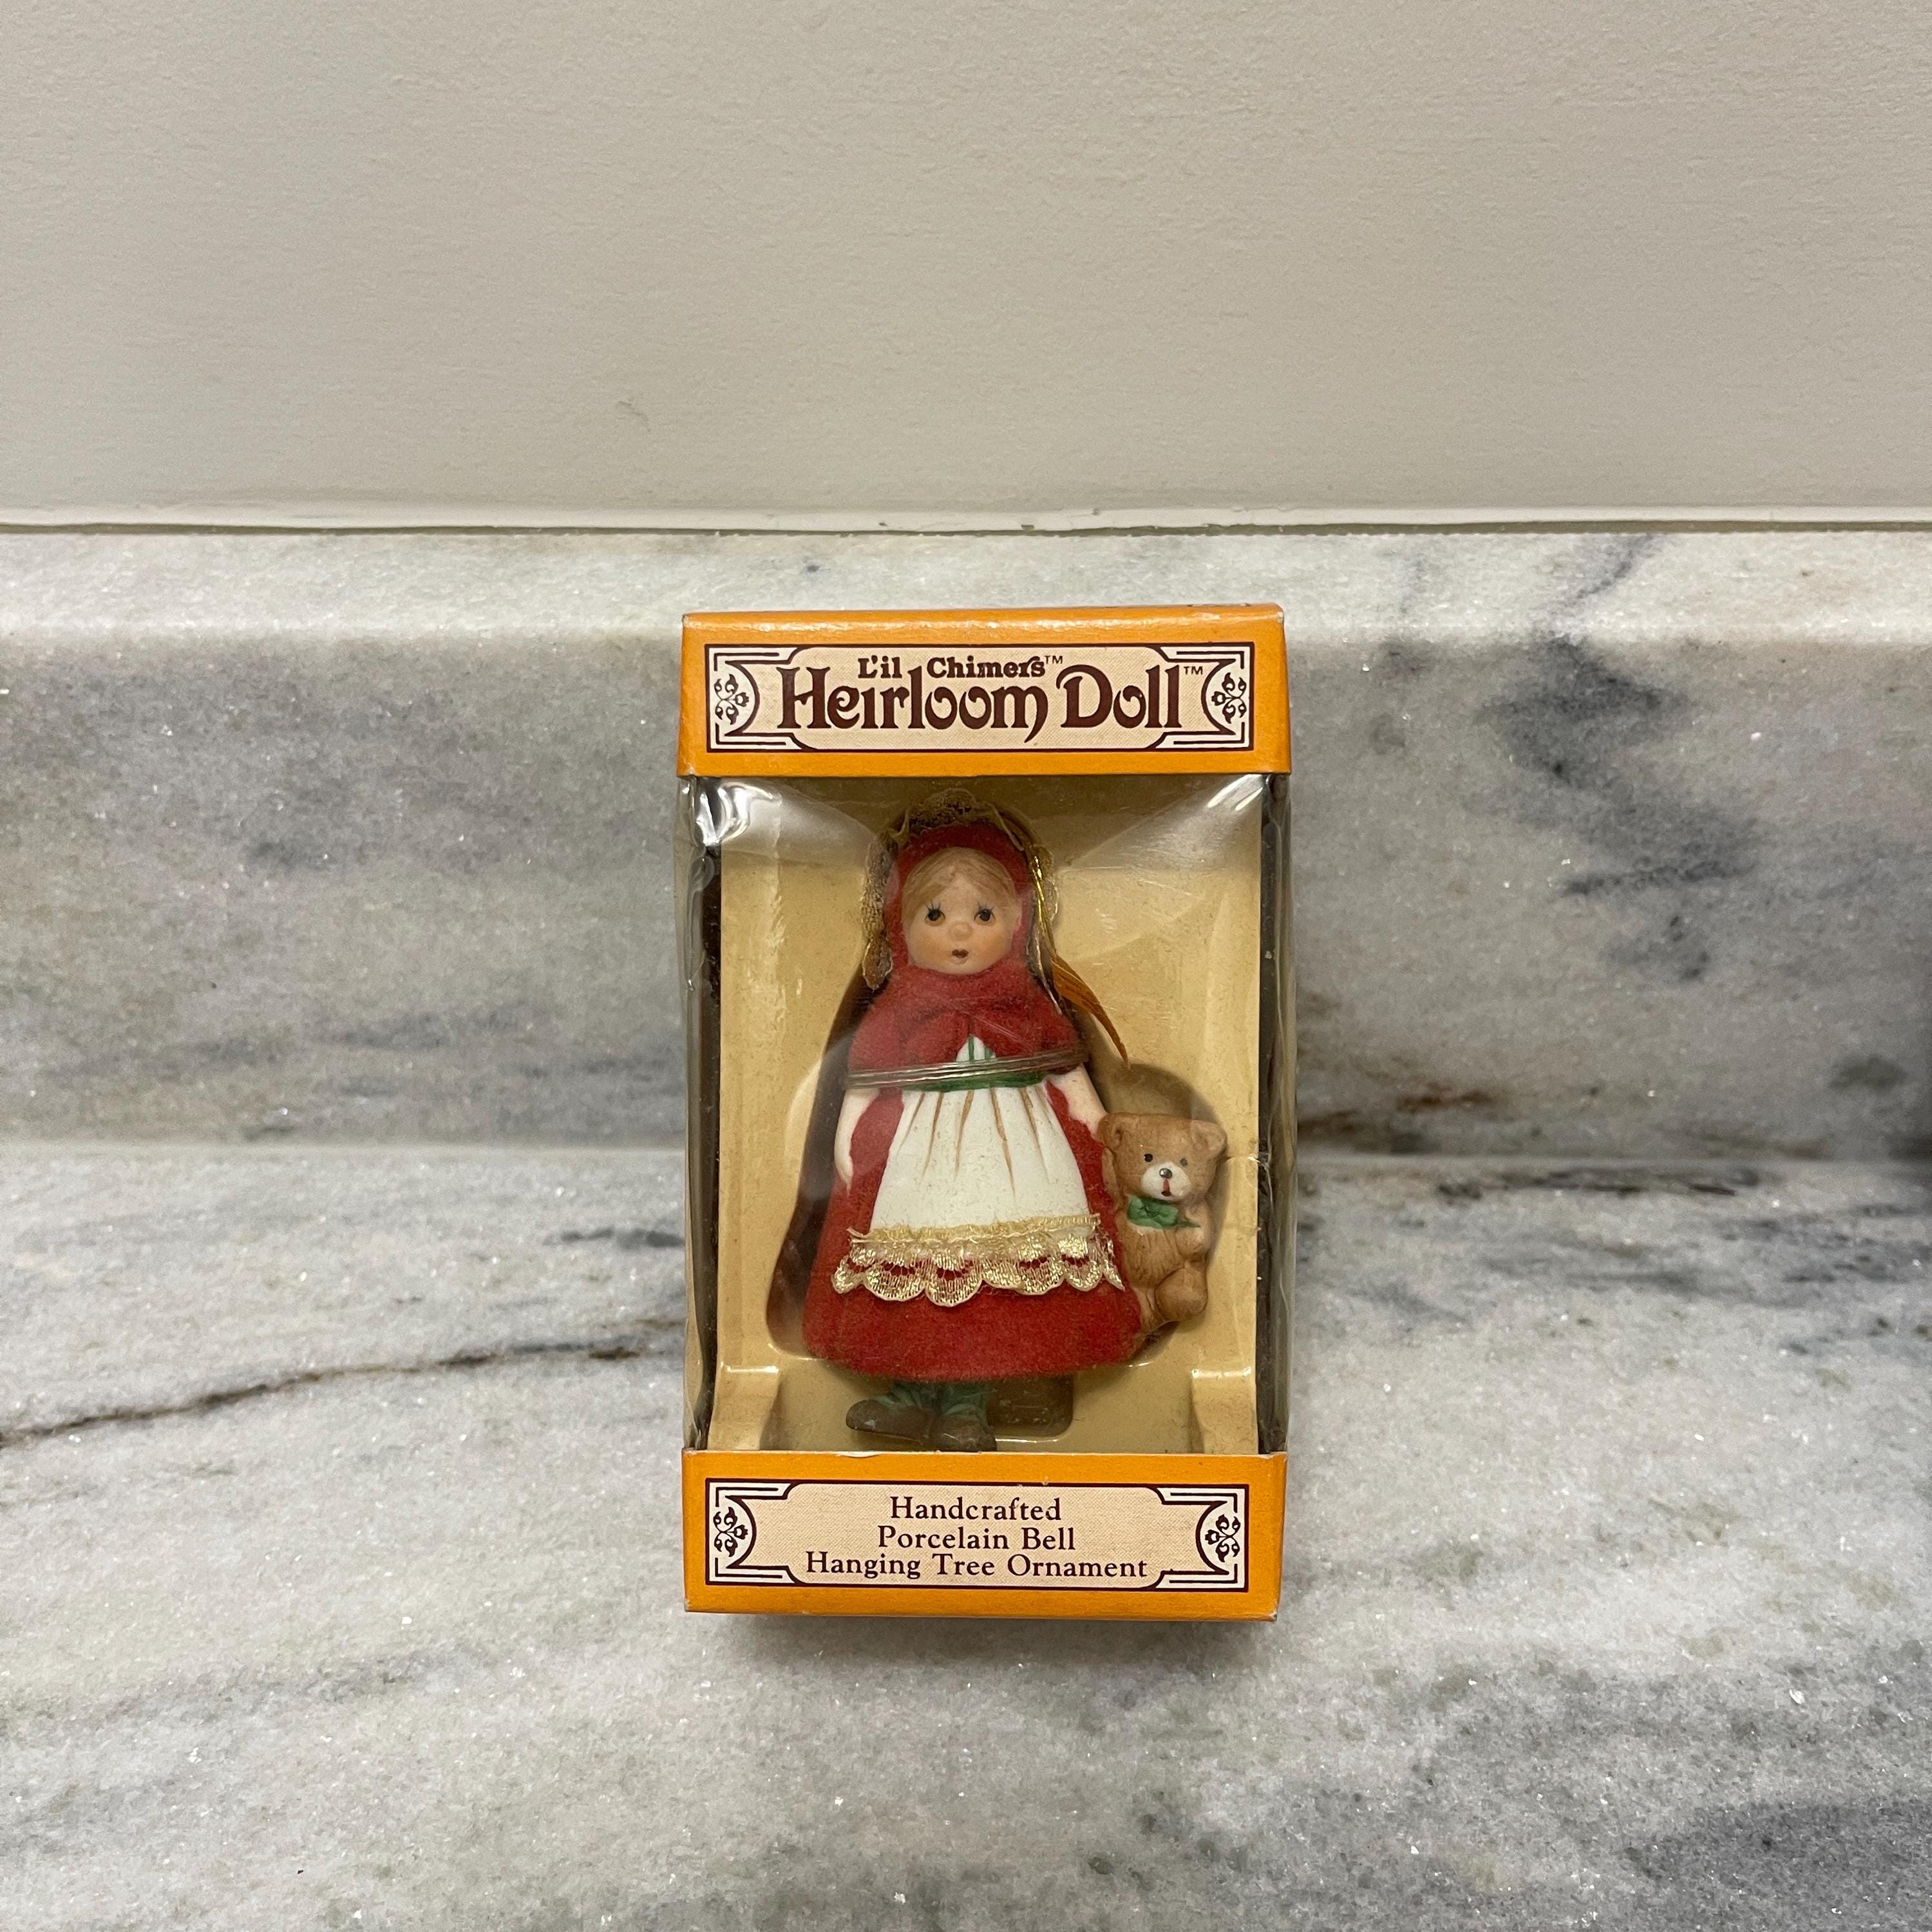 L'il Chimers™
Heirloom Doll™
Handcrafted
Porcelain Bell
Hanging Tree Ornament